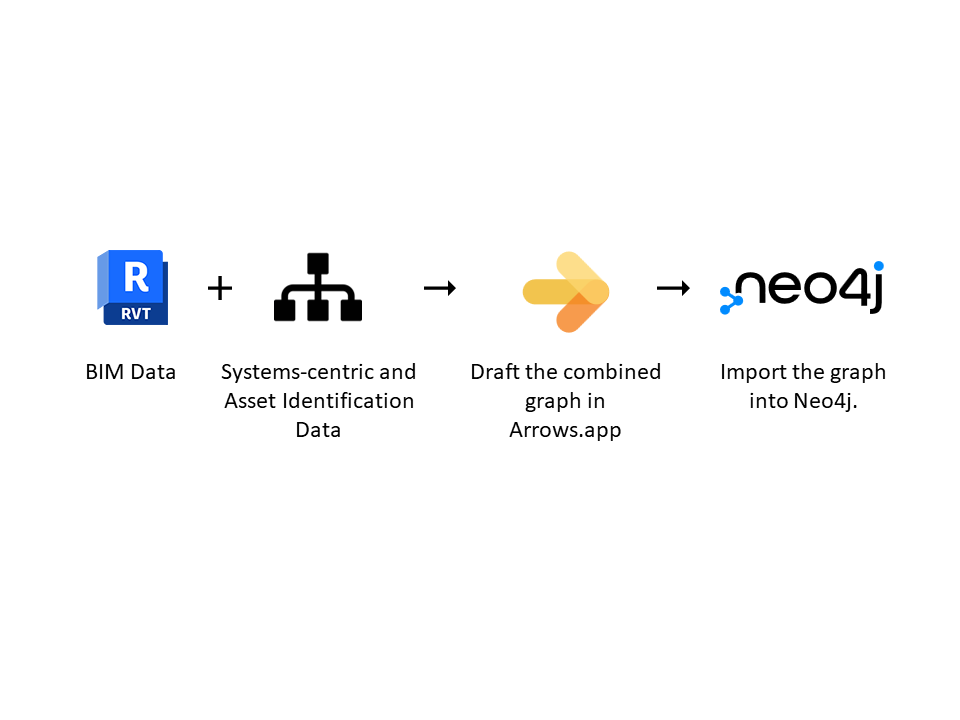 R
RVT
neo4j
BIM Data
Systems-centric and
Asset Identification
Data
Draft the combined
graph in
Arrows.app
Import the graph
into Neo4j.